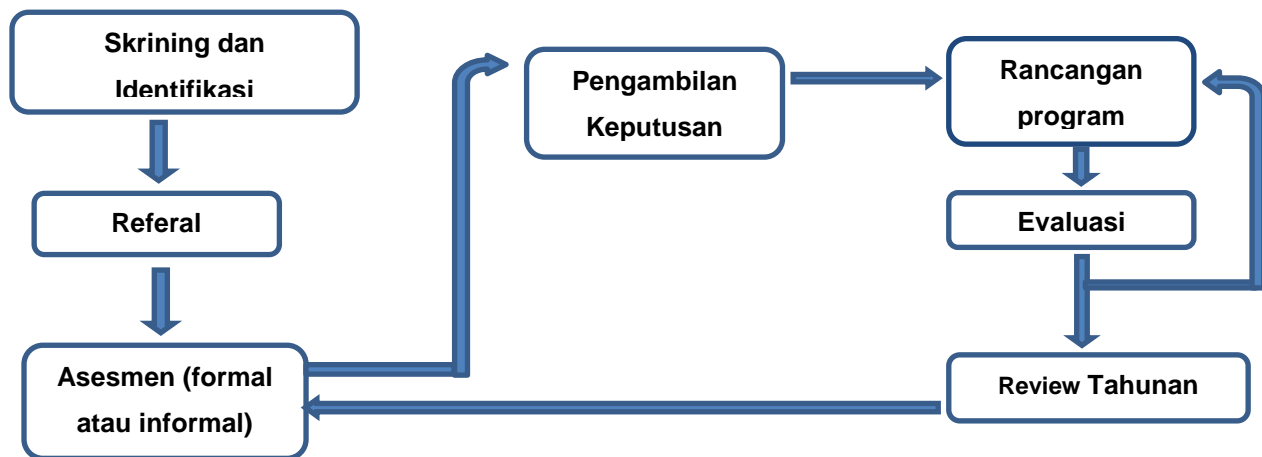 Skrining dan
Identifikasi
Referal
Asesmen (formal
atau informal)
Pengambilan
Keputusan
Rancangan
program
Evaluasi
Review Tahunan